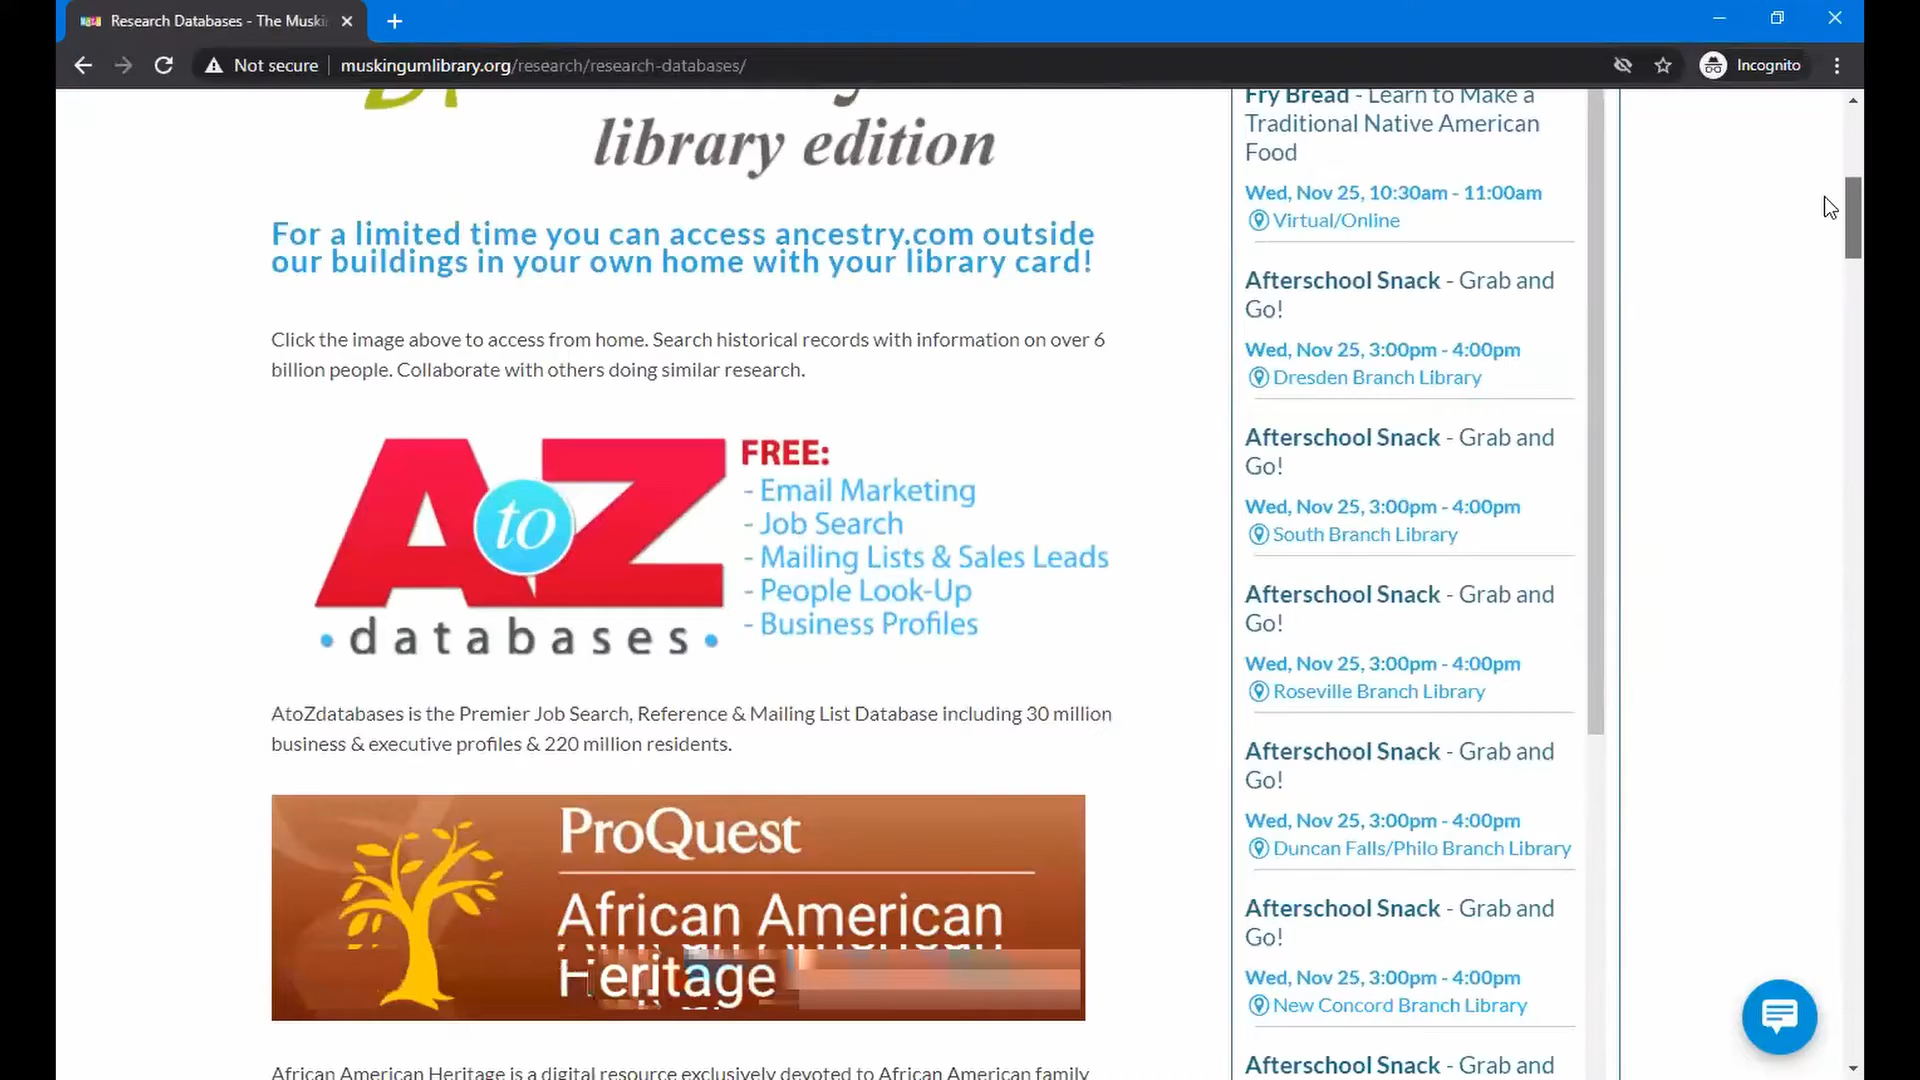 Research Databases - The Muski
Not secure
muskingumlibrary.org/research/research-databases/
Incognito
library edition
For a limited time you can access ancestry.com outside
our buildings in your own home with your library card!
Click the image above to access from home. Search historical records with information on over 6
billion people. Collaborate with others doing similar research.
A to Z
databases
FREE:
- Email Marketing
- Job Search
- Mailing Lists & Sales Leads
- People Look-Up
- Business Profiles
AtoZdatabases is the Premier Job Search, Reference & Mailing List Database including 30 million
business & executive profiles & 220 million residents.
ProQuest
African American
Heritage
African American Heritage is a digital resource exclusively devoted to African American family
Fry Bread - Learn to Make a
Traditional Native American
Food
Wed, Nov 25, 10:30am - 11:00am
Virtual/Online
Afterschool Snack - Grab and
Go!
Wed, Nov 25, 3:00pm - 4:00pm
Dresden Branch Library
Afterschool Snack - Grab and
Go!
Wed, Nov 25, 3:00pm - 4:00pm
South Branch Library
Afterschool Snack - Grab and
Go!
Wed, Nov 25, 3:00pm - 4:00pm
Roseville Branch Library
Afterschool Snack - Grab and
Go!
Wed, Nov 25, 3:00pm - 4:00pm
Duncan Falls/Philo Branch Library
Afterschool Snack - Grab and
Go!
Wed, Nov 25, 3:00pm - 4:00pm
New Concord Branch Library
Afterschool Snack - Grab and